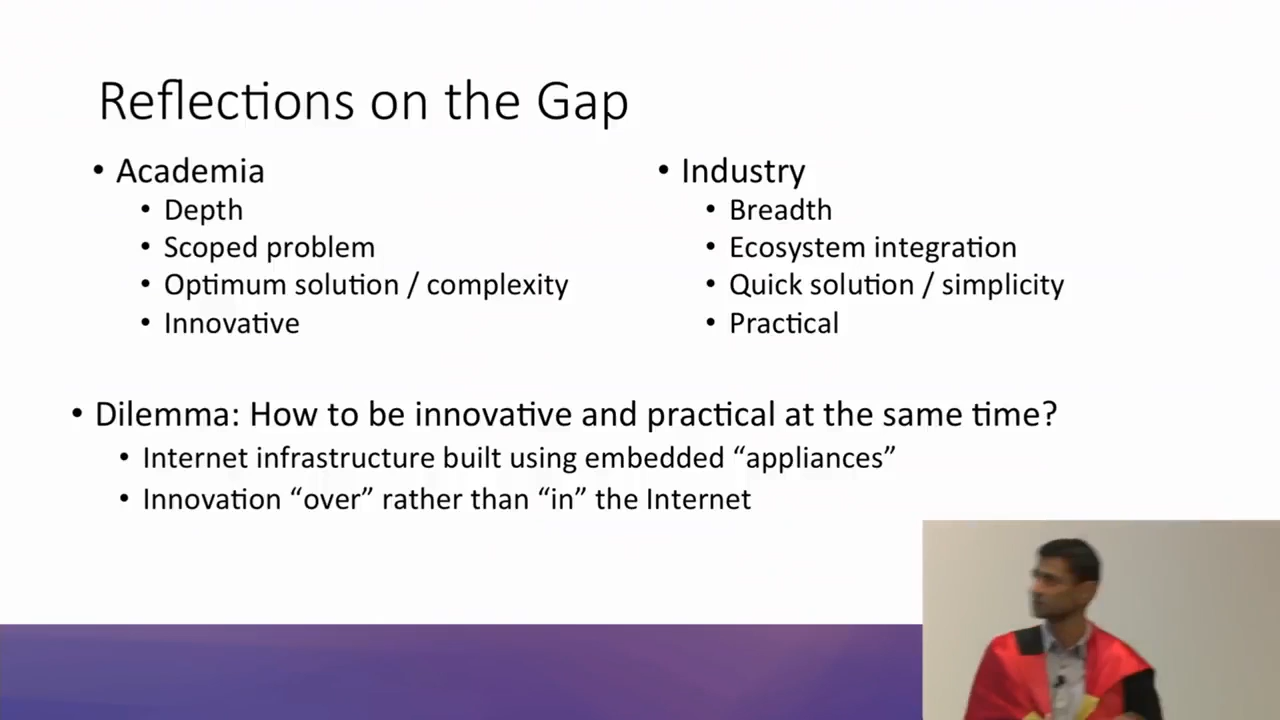 Reflections on the Gap
• Academia
• Depth
• Scoped problem
• Optimum solution / complexity
• Innovative
• Industry
• Breadth
• Ecosystem integration
• Quick solution / simplicity
• Practical
• Dilemma: How to be innovative and practical at the same time?
• Internet infrastructure built using embedded “appliances”
• Innovation “over” rather than “in” the Internet